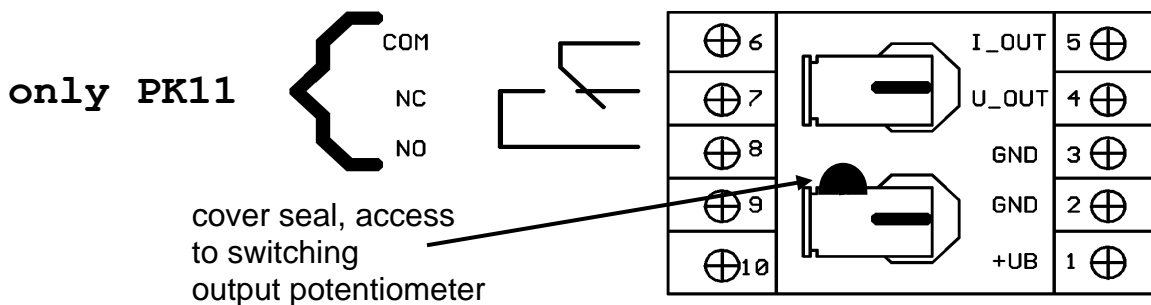 only PK11
COM
NC
NO
cover seal, access
to switching
output potentiometer
6
7
8
9
10
I_OUT 5
U_OUT 4
GND 3
GND 2
+UB 1